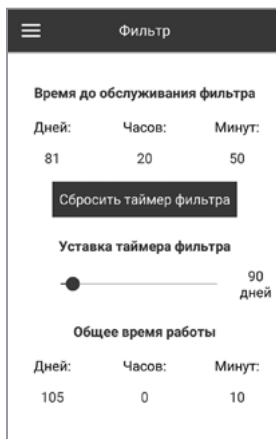 Фильтр
Время до обслуживания фильтра
Дней: Часов: Минут:
81 20 50
Сбросить таймер фильтра
Уставка таймера фильтра
90
дней
Общее время работы
Дней: Часов: Минут:
105 0 10